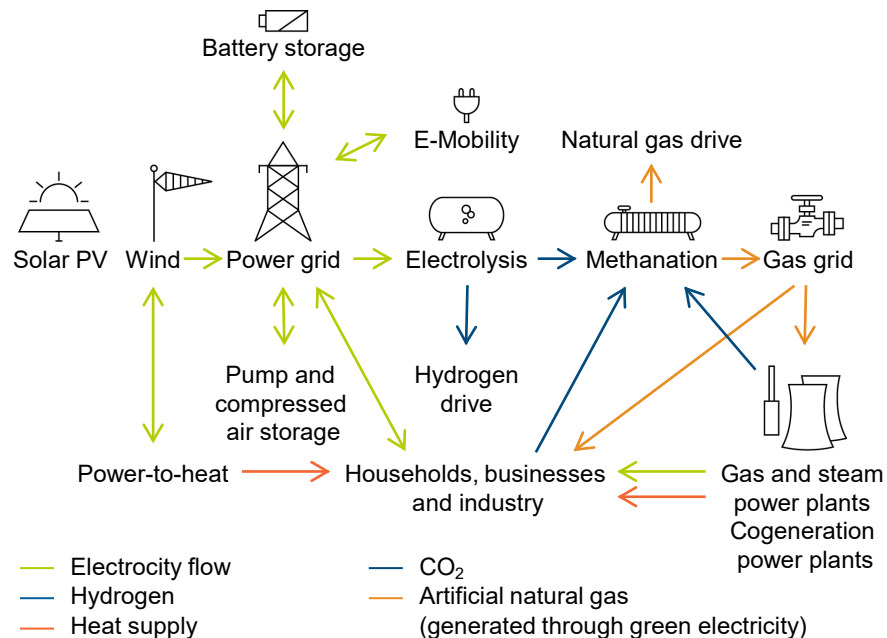 Battery storage
E-Mobility
Natural gas drive
Solar PV
Wind
Power grid
Electrolysis
Methanation
Gas grid
Pump and
compressed
air storage
Hydrogen
drive
Power-to-heat
Households, businesses
and industry
Gas and steam
power plants
Cogeneration
power plants
Electrocity flow
Hydrogen
Heat supply
CO₂
Artificial natural gas
(generated through green electricity)